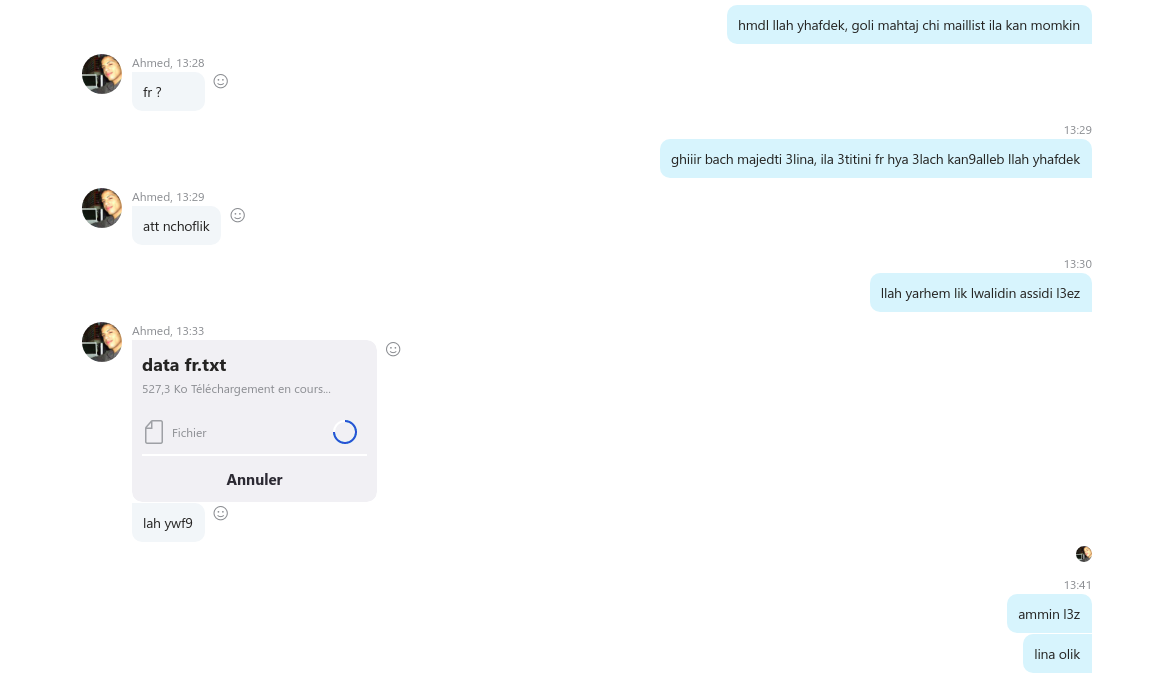 hmdl llah yhafdek, goli mahtaj chi maillist ila kan momkin
Ahmed, 13:28
fr ?
13:29
ghiiir bach majedti 3lina, ila 3titini fr hya 3lach kan9alleb llah yhafdek
Ahmed, 13:29
att nchoflik
13:30
llah yarhem lik lwalidin assidi l3ez
Ahmed, 13:33
data fr.txt
527,3 Ko Téléchargement en cours...
Fichier
Annuler
lah ywf9
13:41
ammin l3z
lina olik